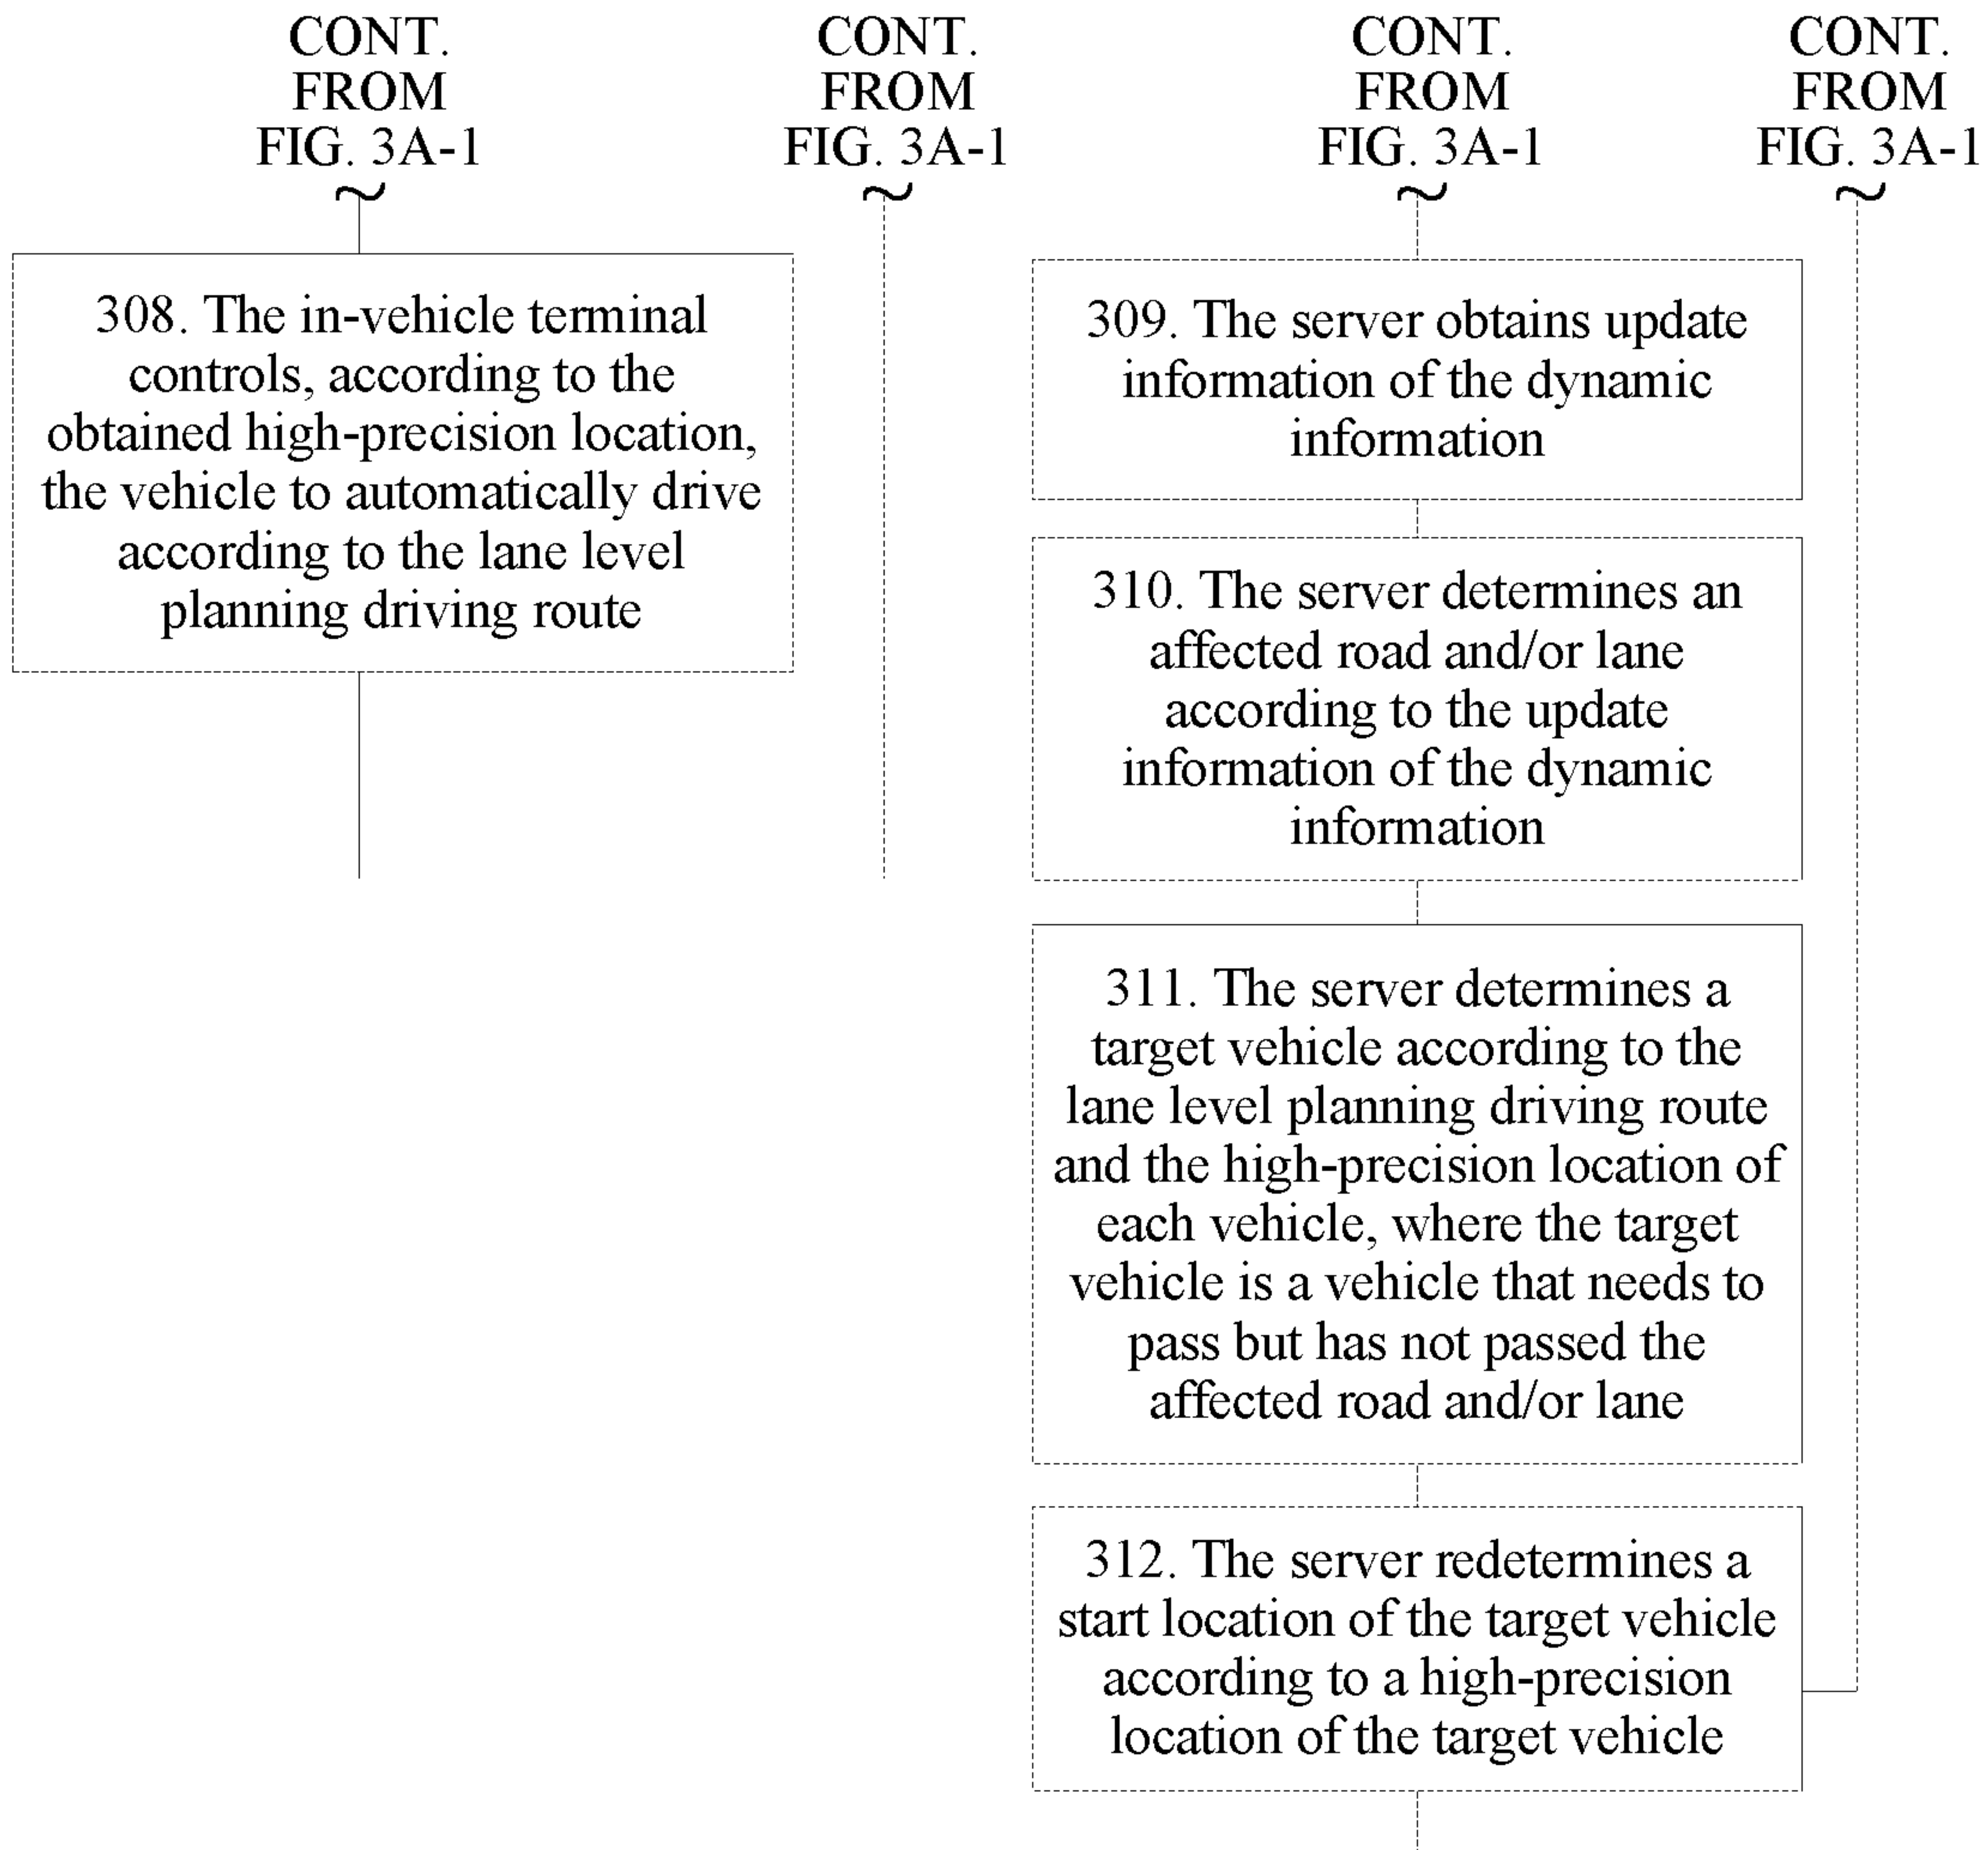 CONT.
FROM
FIG. 3A-1
CONT.
FROM
FIG. 3A-1
CONT.
FROM
FIG. 3A-1
CONT.
FROM
FIG. 3A-1
308. The in-vehicle terminal
controls, according to the
obtained high-precision location,
the vehicle to automatically drive
according to the lane level
planning driving route
309. The server obtains update
information of the dynamic
information
310. The server determines an
affected road and/or lane
according to the update
information of the dynamic
information
311. The server determines a
target vehicle according to the
lane level planning driving route
and the high-precision location of
each vehicle, where the target
vehicle is a vehicle that needs to
pass but has not passed the
affected road and/or lane
312. The server redetermines a
start location of the target vehicle
according to a high-precision
location of the target vehicle